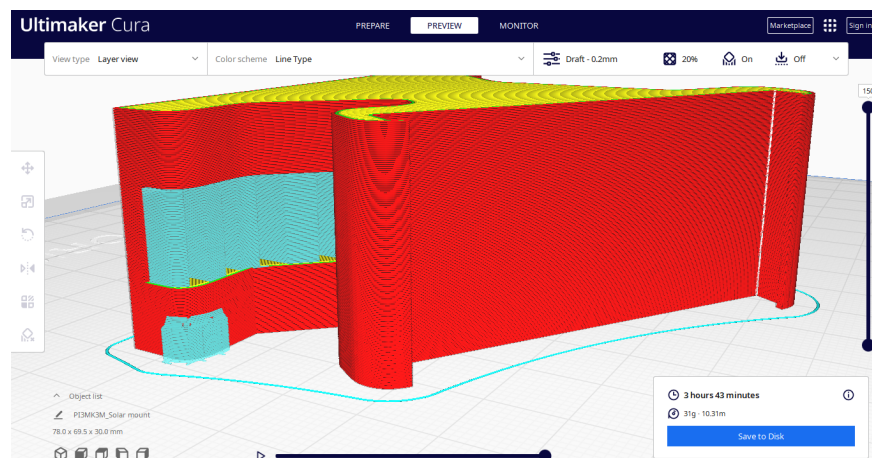 Ultimaker Cura
PREPARE PREVIEW MONITOR
Marketplace Sign in
View type Layer view Color scheme Line Type Draft - 0.2mm 20% On Off
150
3 hours 43 minutes
31g · 10.31m
Save to Disk
Object list
PI3MK3M_Solar mount
78.0 x 69.5 x 30.0 mm